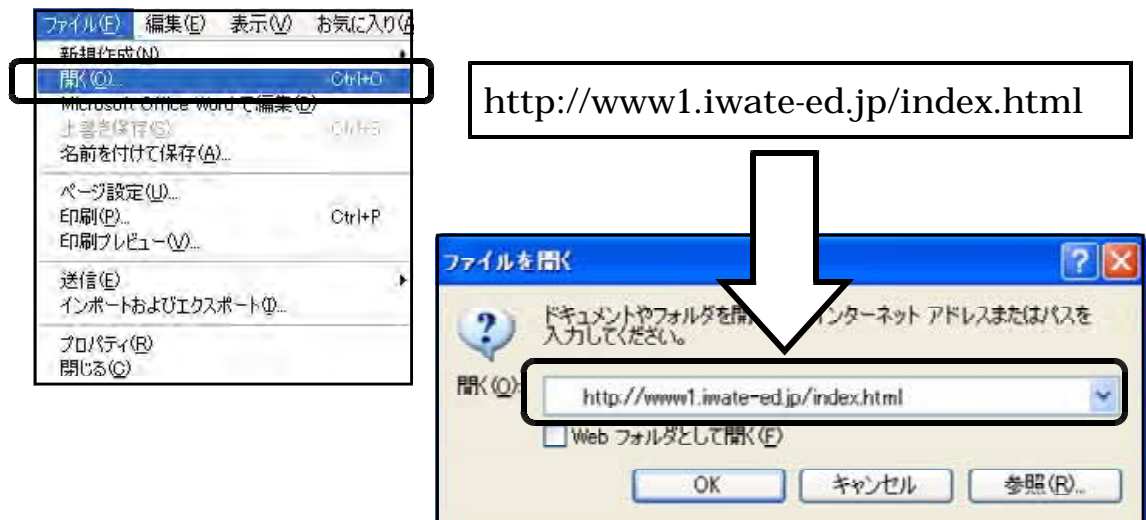 ファイル(F) 編集(E) 表示(V) お気に入り(A
新規作成(N)
開く(O)... Ctrl+O
Microsoft Office Word で編集(D)
上書き保存(S) Ctrl+S
名前を付けて保存(A)...
ページ設定(U)...
印刷(P)... Ctrl+P
印刷プレビュー(V)...
送信(E)
インポートおよびエクスポート(I)...
プロパティ(R)
閉じる(C)
http://www1.iwate-ed.jp/index.html
ファイルを開く
ドキュメントやフォルダを開 インターネット アドレスまたはパスを
入力してください。
開く(O):
http://www1.iwate-ed.jp/index.html
Web フォルダとして開く(F)
OK キャンセル 参照(R)...